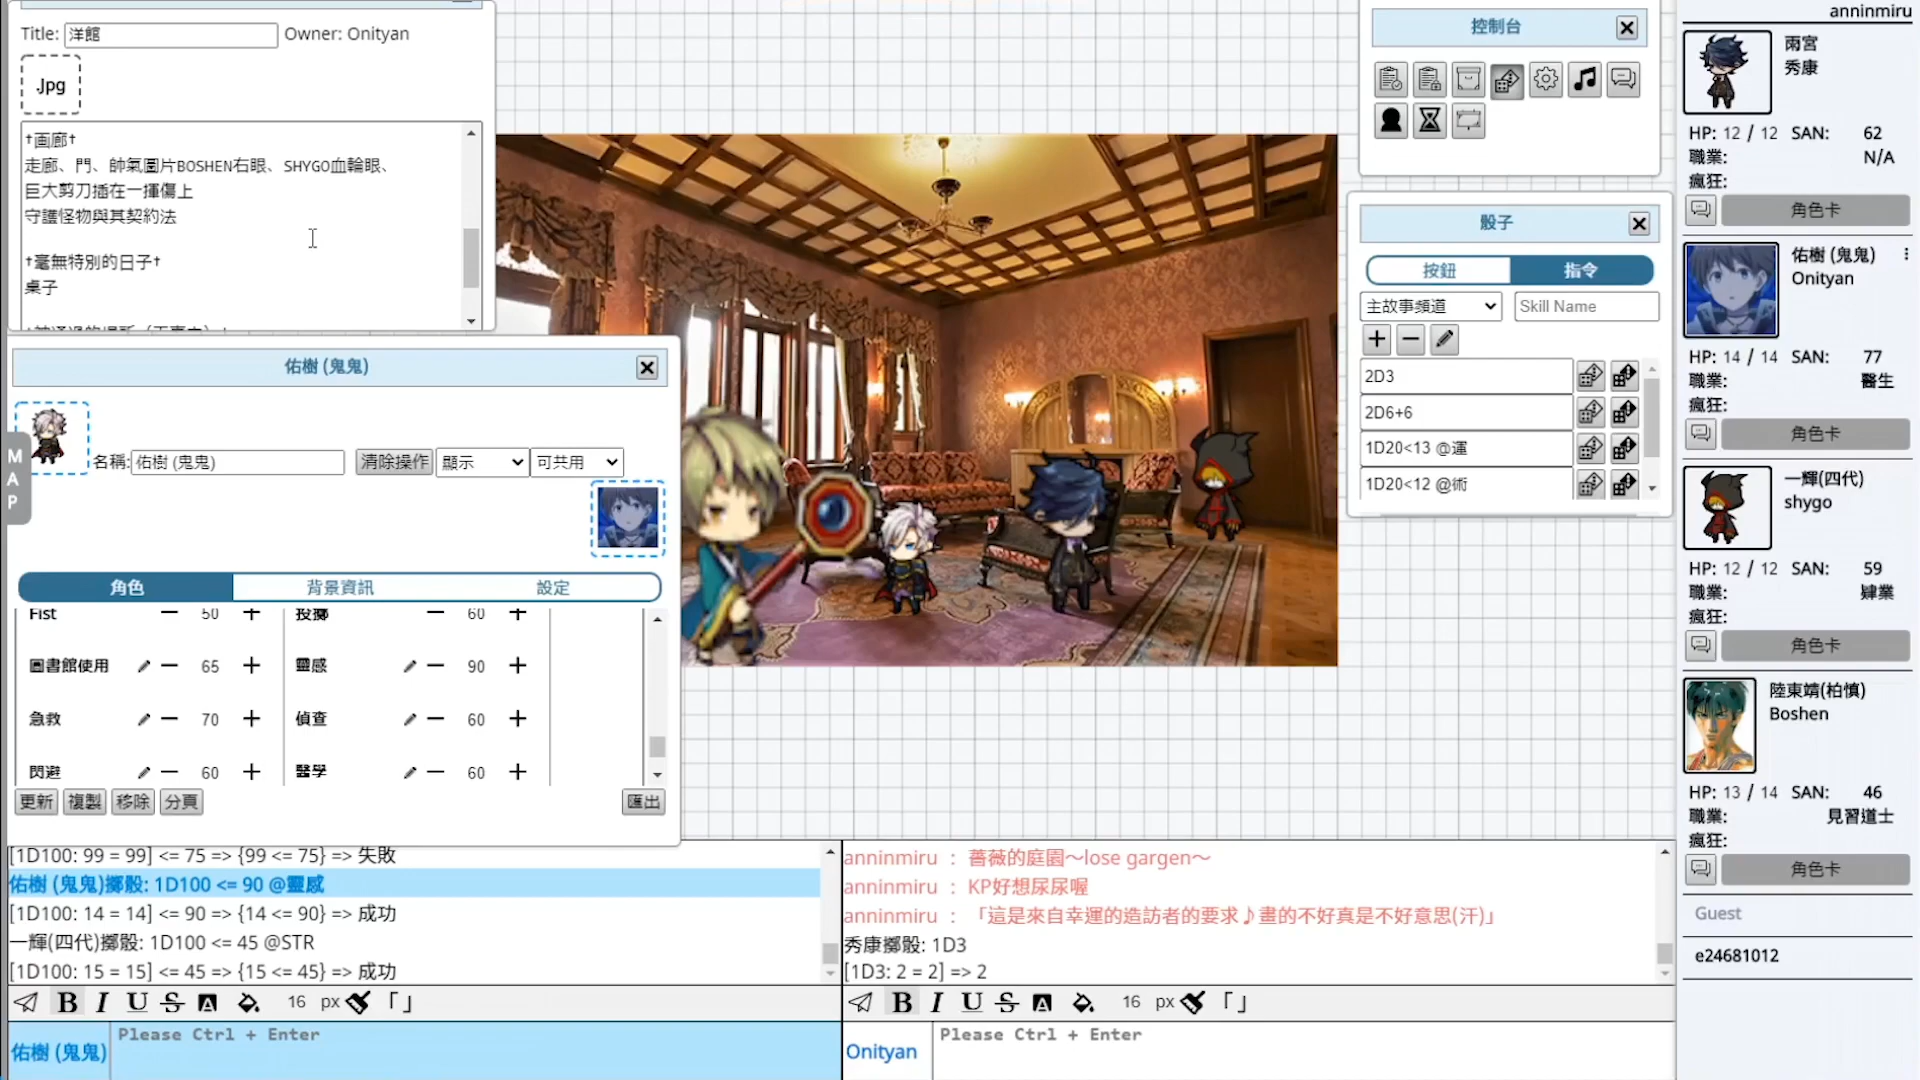 Title: 洋館 Owner: Onityan
Jpg
†画廊†
走廊、門、帥氣圖片BOSHEN右眼、SHYGO血輪眼、
巨大剪刀插在一揮傷上
守護怪物與其契約法
†毫無特別的日子†
桌子
佑樹 (鬼鬼)
M
A
P
名稱: 佑樹 (鬼鬼) 清除操作 顯示 可共用
角色 背景資訊 設定
Fist 50 投擲 60
圖書館使用 65 靈感 90
急救 70 偵查 60
閃避 60 醫學 60
更新 複製 移除 分頁 匯出
[1D100: 99 = 99] <= 75 => {99 <= 75} => 失敗
佑樹 (鬼鬼)擲骰: 1D100 <= 90 @靈感
[1D100: 14 = 14] <= 90 => {14 <= 90} => 成功
一輝(四代)擲骰: 1D100 <= 45 @STR
[1D100: 15 = 15] <= 45 => {15 <= 45} => 成功
B I U S A 16 px 「」
佑樹 (鬼鬼) Please Ctrl + Enter
anninmiru : 薔薇的庭園～lose gargen～
anninmiru : KP好想尿尿喔
anninmiru : 「這是來自幸運的造訪者的要求♪畫的不好真是不好意思(汗)」
秀康擲骰: 1D3
[1D3: 2 = 2] => 2
B I U S A 16 px 「」
Onityan Please Ctrl + Enter
控制台
骰子
按鈕 指令
主故事頻道 Skill Name
2D3
2D6+6
1D20<13 @運
1D20<12 @術
anninmiru
雨宮
秀康
HP: 12 / 12 SAN: 62
職業: N/A
瘋狂:
角色卡
佑樹 (鬼鬼)
Onityan
HP: 14 / 14 SAN: 77
職業: 醫生
瘋狂:
角色卡
一輝(四代)
shygo
HP: 12 / 12 SAN: 59
職業: 肄業
瘋狂:
角色卡
陸東靖(柏慎)
Boshen
HP: 13 / 14 SAN: 46
職業: 見習道士
瘋狂:
角色卡
Guest
e24681012